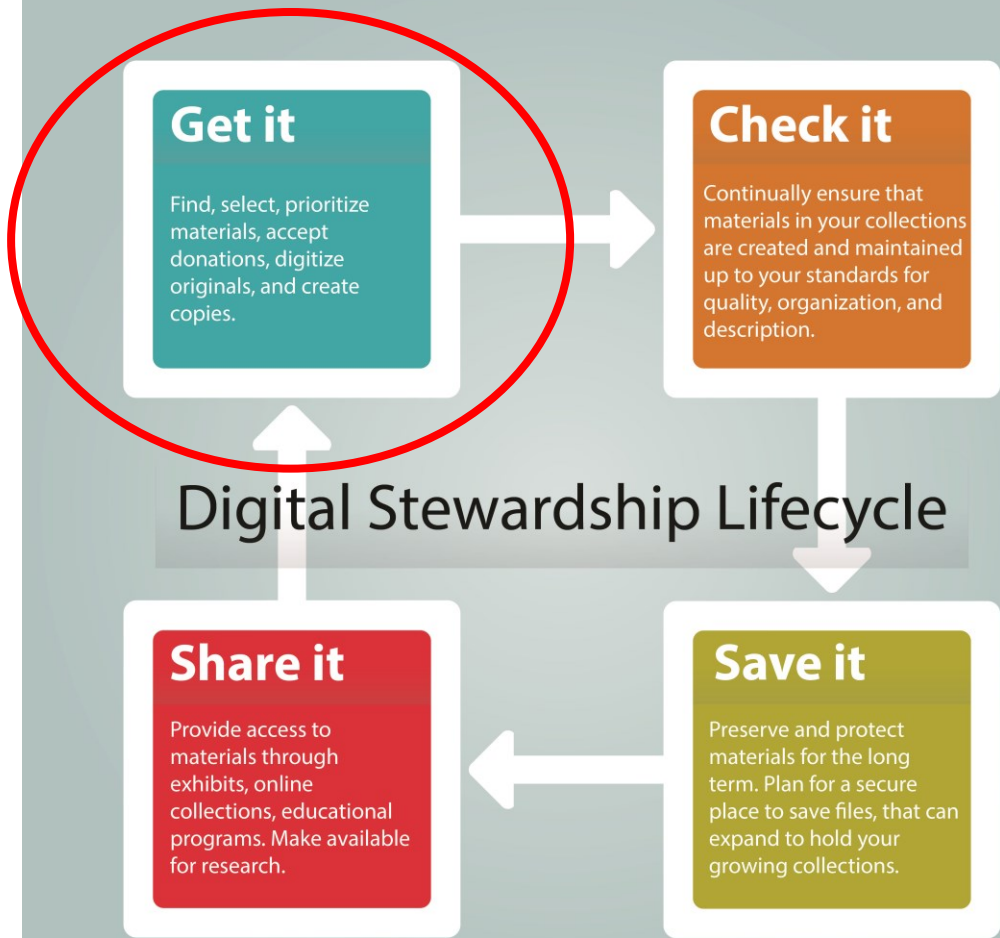 Get it
Find, select, prioritize
materials, accept
donations, digitize
originals, and create
copies.
Check it
Continually ensure that
materials in your collections
are created and maintained
up to your standards for
quality, organization, and
description.
Digital Stewardship Lifecycle
Share it
Provide access to
materials through
exhibits, online
collections, educational
programs. Make available
for research.
Save it
Preserve and protect
materials for the long
term. Plan for a secure
place to save files, that can
expand to hold your
growing collections.